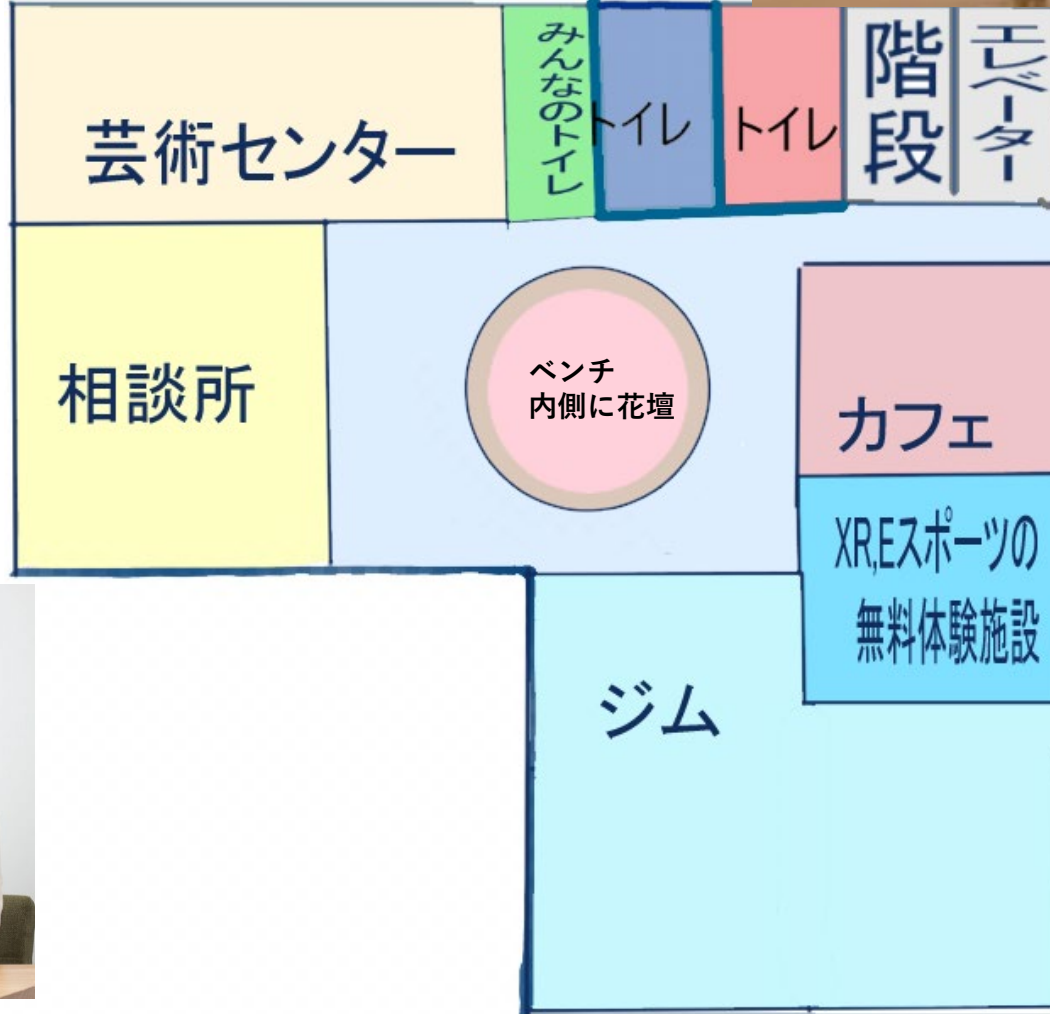 芸術センター
みんなのトイレ
トイレ
トイレ
階段
エレベーター
相談所
ベンチ
内側に花壇
カフェ
XR,Eスポーツの
無料体験施設
ジム